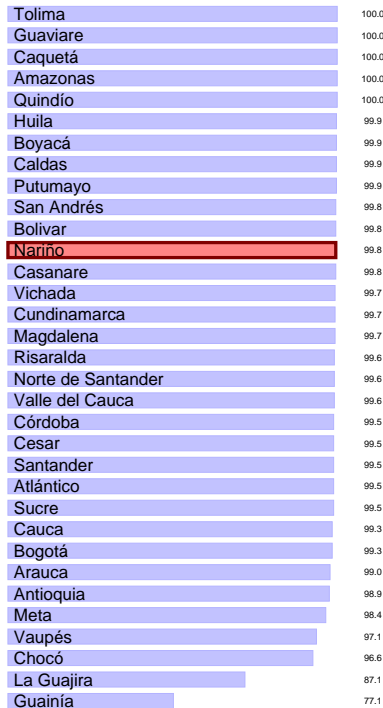 Tolima 100.0
Guaviare 100.0
Caquetá 100.0
Amazonas 100.0
Quindío 100.0
Huila 99.9
Boyacá 99.9
Caldas 99.9
Putumayo 99.9
San Andrés 99.8
Bolivar 99.8
Nariño 99.8
Casanare 99.8
Vichada 99.7
Cundinamarca 99.7
Magdalena 99.7
Risaralda 99.6
Norte de Santander 99.6
Valle del Cauca 99.6
Córdoba 99.5
Cesar 99.5
Santander 99.5
Atlántico 99.5
Sucre 99.5
Cauca 99.3
Bogotá 99.3
Arauca 99.0
Antioquia 98.9
Meta 98.4
Vaupés 97.1
Chocó 96.6
La Guajira 87.1
Guainía 77.1